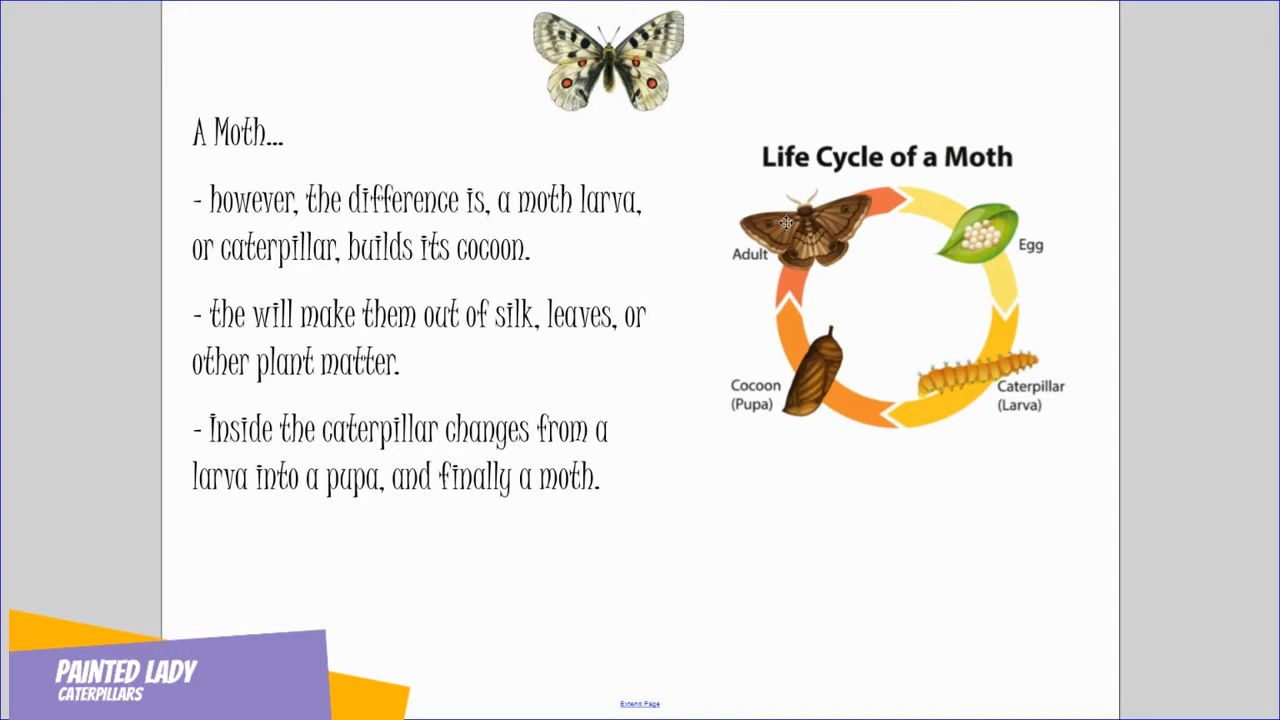 A Moth...
- however, the difference is, a moth larva,
or caterpillar, builds its cocoon.
- the will make them out of silk, leaves, or
other plant matter.
- Inside the caterpillar changes from a
larva into a pupa, and finally a moth.
Life Cycle of a Moth
Adult
Egg
Cocoon
(Pupa)
Caterpillar
(Larva)
PAINTED LADY
CATERPILLARS
Extend Page